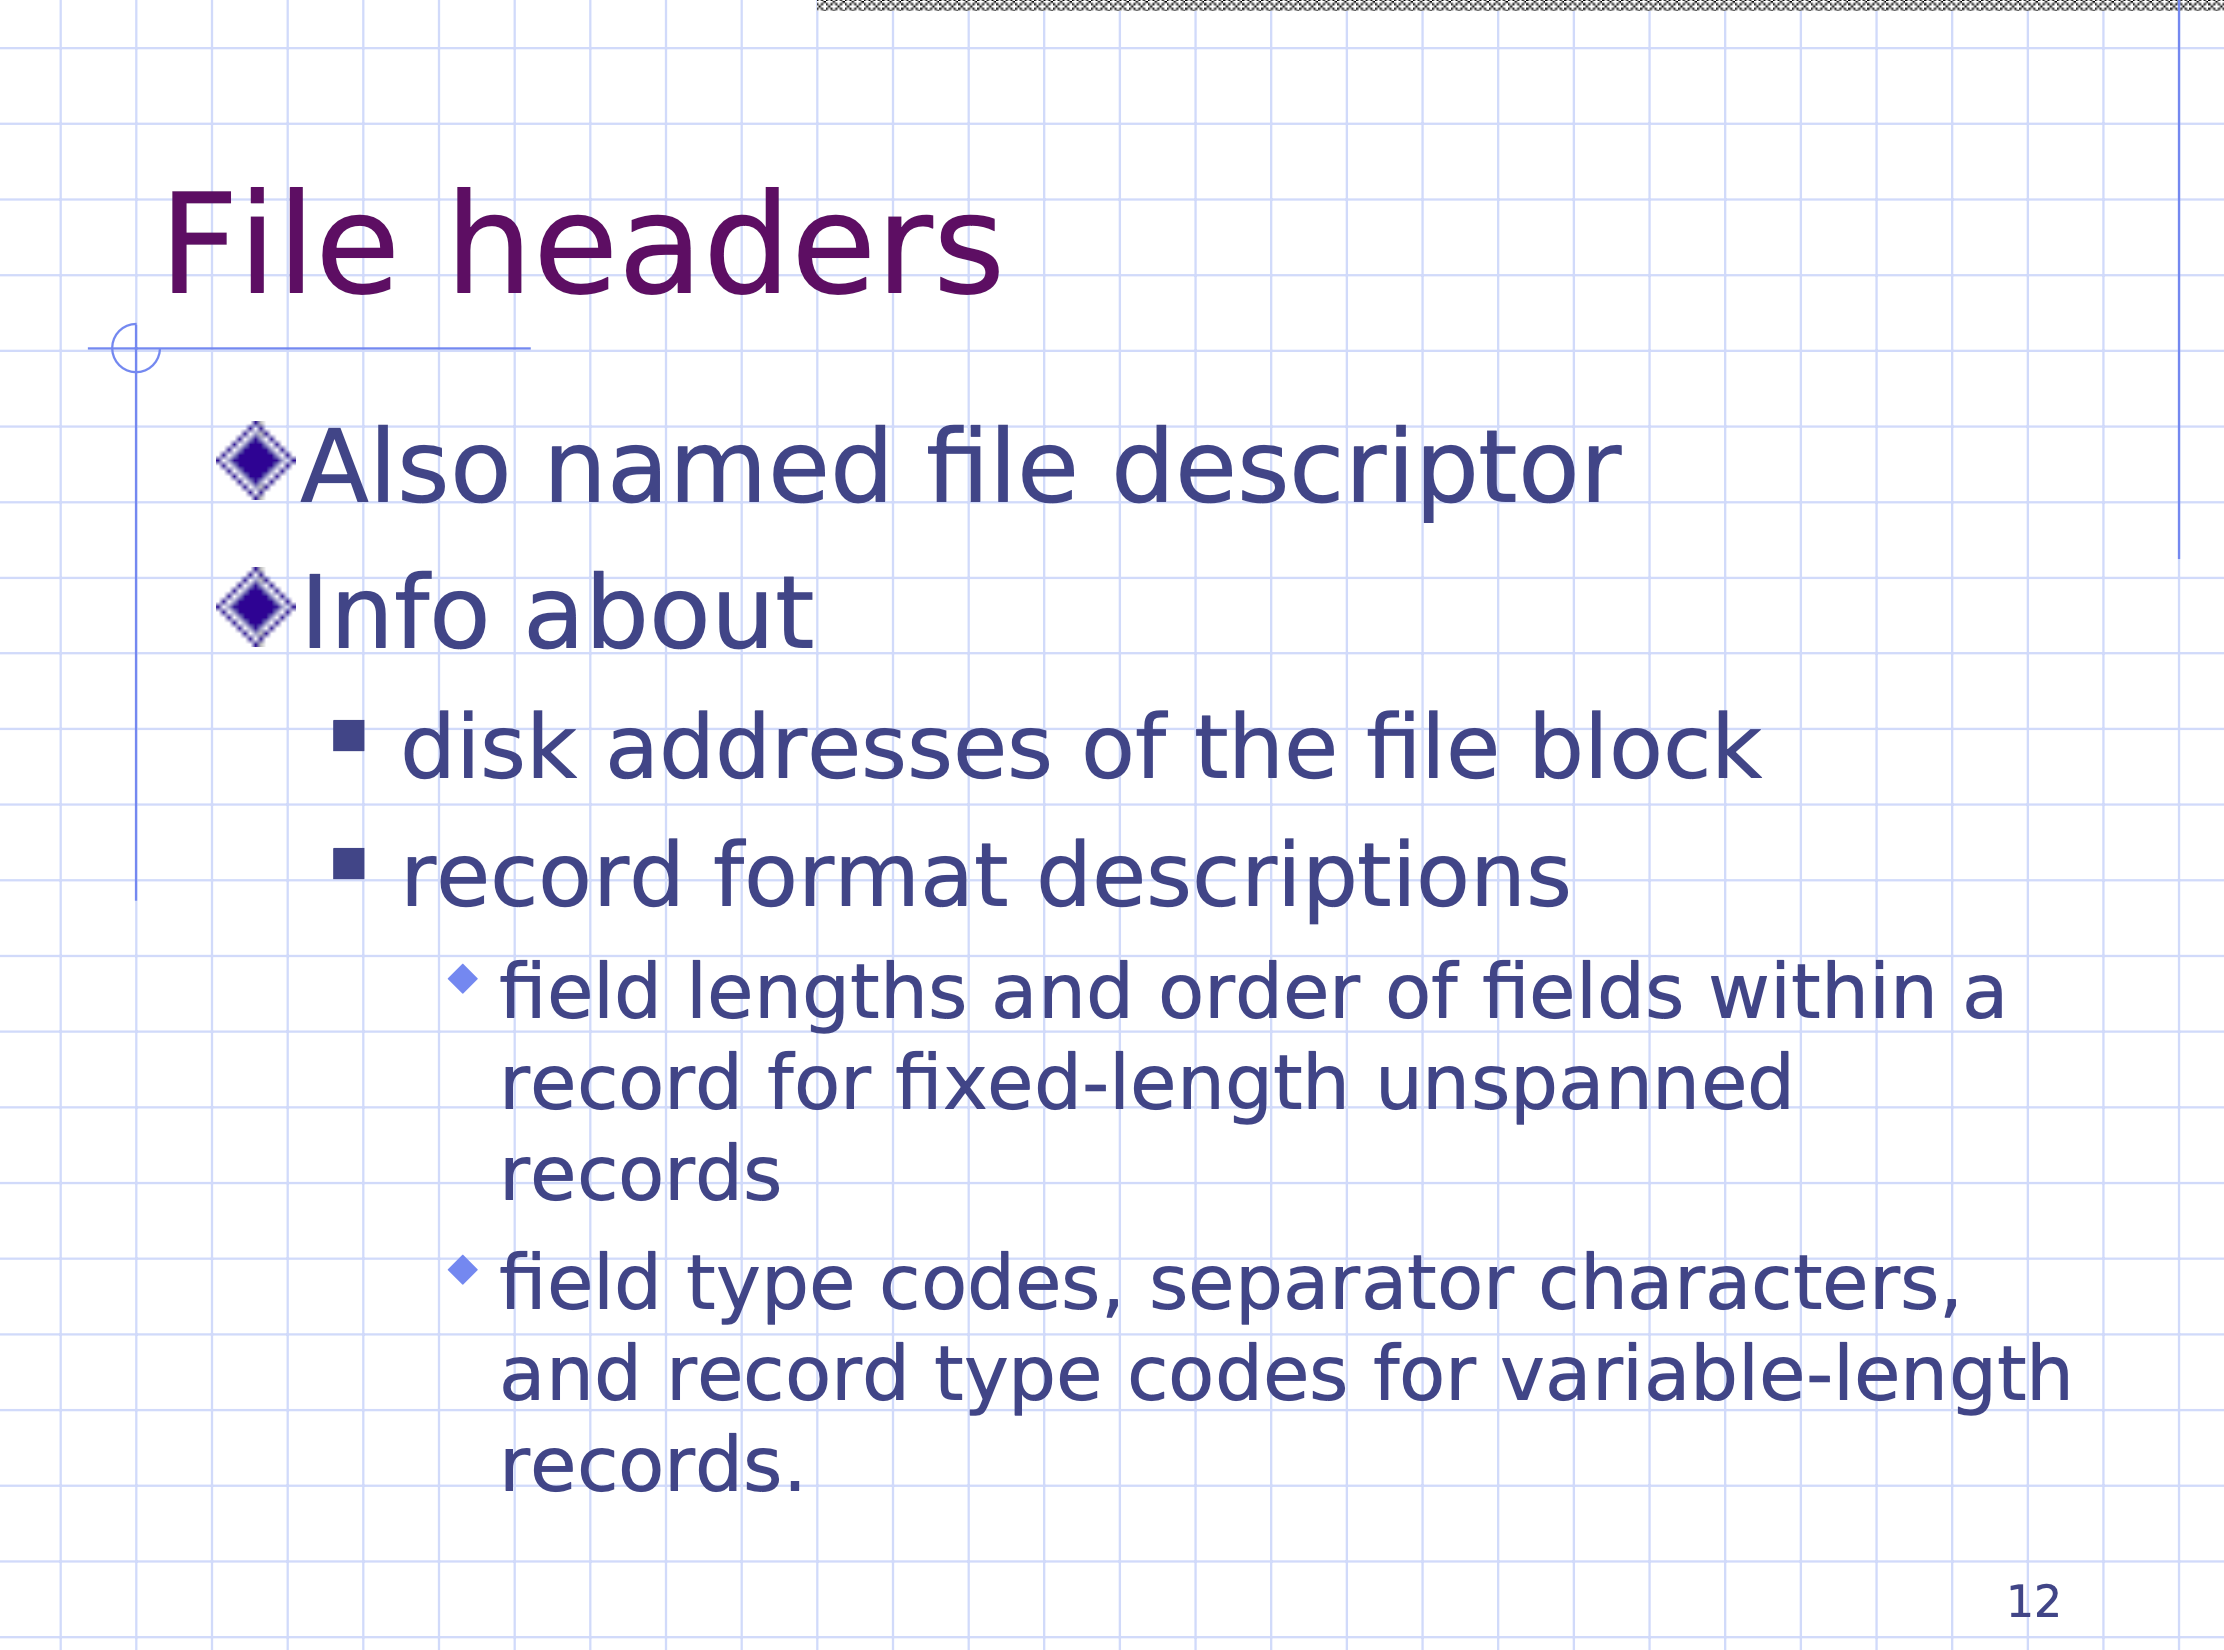 File headers
Also named file descriptor
Info about
disk addresses of the file block
record format descriptions
field lengths and order of fields within a
record for fixed-length unspanned
records
field type codes, separator characters,
and record type codes for variable-length
records.
12